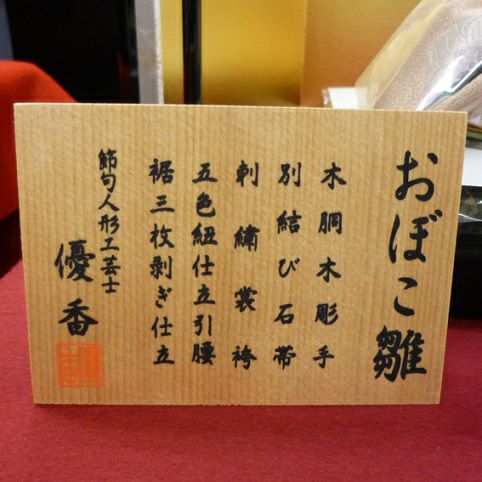 おぼこ雛
木胴木彫手
別結び石帯
刺繍裳袴
五色紐仕立引腰
裾三枚剥ぎ仕立
節句人形工芸士
優香